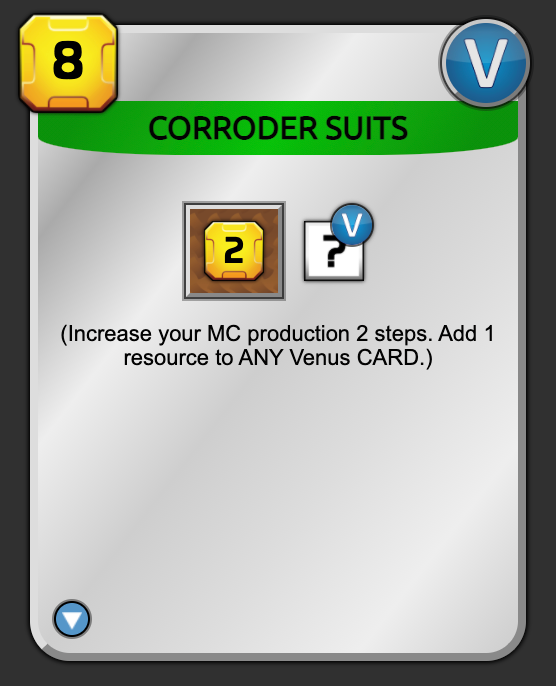 8
V
CORRODER SUITS
2
V
?
(Increase your MC production 2 steps. Add 1
resource to ANY Venus CARD.)